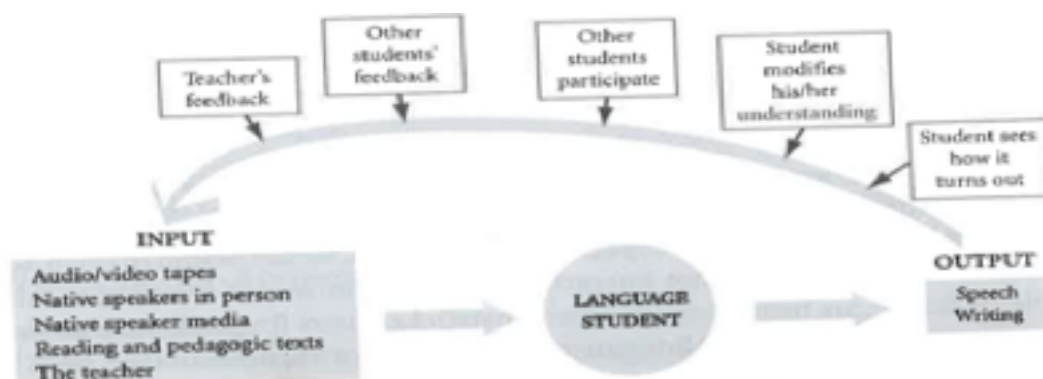 Teacher's
feedback
Other
students'
feedback
Other
students
participate
Student
modifies
his/her
understanding
Student sees
how it
turns out
INPUT
Audio/video tapes
Native speakers in person
Native speaker media
Reading and pedagogic texts
The teacher
LANGUAGE
STUDENT
OUTPUT
Speech
Writing